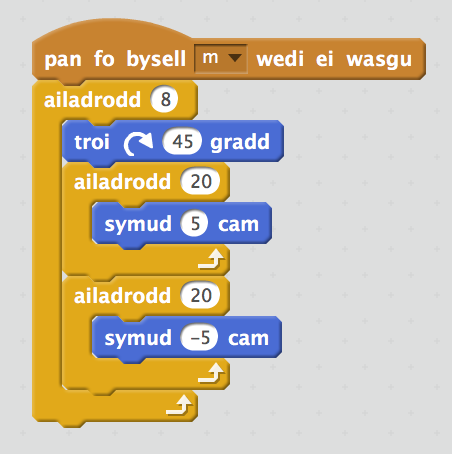 pan fo bysell m wedi ei wasgu
ailadrodd 8
troi 45 gradd
ailadrodd 20
symud 5 cam
ailadrodd 20
symud -5 cam